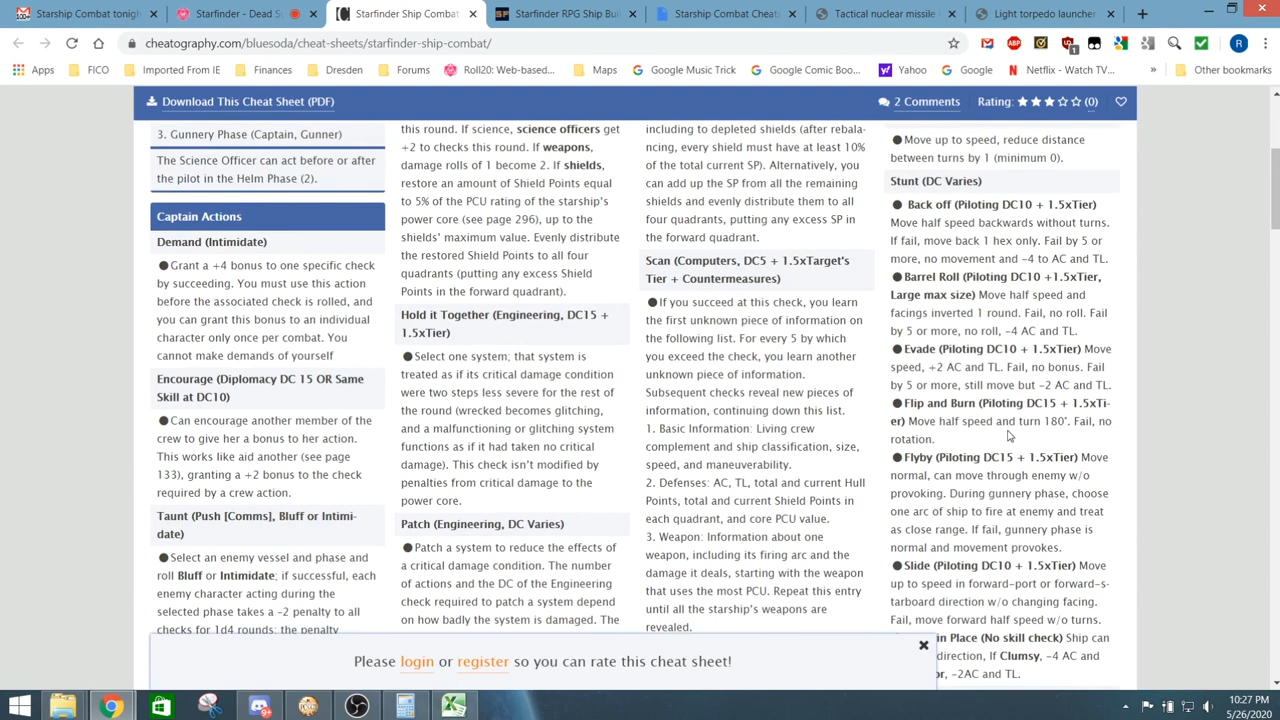 Starship Combat tonigh
Starfinder - Dead S
Starfinder Ship Combat
Starfinder RPG Ship Bui
Starship Combat Cheats
Tactical nuclear missile
Light torpedo launcher
cheatography.com/bluesoda/cheat-sheets/starfinder-ship-combat/
Apps
FICO
Imported From IE
Finances
Dresden
Forums
Roll20: Web-based...
Maps
Google Music Trick
Google Comic Boo...
Yahoo
Google
Netflix - Watch TV...
»
Other bookmarks
Download This Cheat Sheet (PDF)
2 Comments
Rating:
(0)
3. Gunnery Phase (Captain, Gunner)
The Science Officer can act before or after
the pilot in the Helm Phase (2).
Captain Actions
Demand (Intimidate)
●Grant a +4 bonus to one specific check
by succeeding. You must use this action
before the associated check is rolled, and
you can grant this bonus to an individual
character only once per combat. You
cannot make demands of yourself
Encourage (Diplomacy DC 15 OR Same
Skill at DC10)
●Can encourage another member of the
crew to give her a bonus to her action.
This works like aid another (see page
133), granting a +2 bonus to the check
required by a crew action.
Taunt (Push [Comms], Bluff or Intimi-
date)
●Select an enemy vessel and phase and
roll Bluff or Intimidate; if successful, each
enemy character acting during the
selected phase takes a -2 penalty to all
checks for 1d4 rounds; the penalty
this round. If science, science officers get
+2 to checks this round. If weapons,
damage rolls of 1 become 2. If shields,
restore an amount of Shield Points equal
to 5% of the PCU rating of the starship's
power core (see page 296), up to the
shields' maximum value. Evenly distribute
the restored Shield Points to all four
quadrants (putting any excess Shield
Points in the forward quadrant).
Hold it Together (Engineering, DC15 +
1.5xTier)
●Select one system; that system is
treated as if its critical damage condition
were two steps less severe for the rest of
the round (wrecked becomes glitching,
and a malfunctioning or glitching system
functions as if it had taken no critical
damage). This check isn't modified by
penalties from critical damage to the
power core.
Patch (Engineering, DC Varies)
●Patch a system to reduce the effects of
a critical damage condition. The number
of actions and the DC of the Engineering
check required to patch a system depend
on how badly the system is damaged. The
including to depleted shields (after rebala-
ncing, every shield must have at least 10%
of the total current SP). Alternatively, you
can add up the SP from all the remaining
shields and evenly distribute them to all
four quadrants, putting any excess SP in
the forward quadrant.
Scan (Computers, DC5 + 1.5xTarget's
Tier + Countermeasures)
●If you succeed at this check, you learn
the first unknown piece of information on
the following list. For every 5 by which
you exceed the check, you learn another
unknown piece of information.
Subsequent checks reveal new pieces of
information, continuing down this list.
1. Basic Information: Living crew
complement and ship classification, size,
speed, and maneuverability.
2. Defenses: AC, TL, total and current Hull
Points, total and current Shield Points in
each quadrant, and core PCU value.
3. Weapon: Information about one
weapon, including its firing arc and the
damage it deals, starting with the weapon
that uses the most PCU. Repeat this entry
until all the starship's weapons are
revealed.
●Move up to speed, reduce distance
between turns by 1 (minimum 0).
Stunt (DC Varies)
● Back off (Piloting DC10 + 1.5xTier)
Move half speed backwards without turns.
If fail, move back 1 hex only. Fail by 5 or
more, no movement and -4 to AC and TL.
●Barrel Roll (Piloting DC10 +1.5xTier,
Large max size) Move half speed and
facings inverted 1 round. Fail, no roll. Fail
by 5 or more, no roll, -4 AC and TL.
●Evade (Piloting DC10 + 1.5xTier) Move
speed, +2 AC and TL. Fail, no bonus. Fail
by 5 or more, still move but -2 AC and TL.
●Flip and Burn (Piloting DC15 + 1.5xTi-
er) Move half speed and turn 180°. Fail, no
rotation.
●Flyby (Piloting DC15 + 1.5xTier) Move
normal, can move through enemy w/o
provoking. During gunnery phase, choose
one arc of ship to fire at enemy and treat
as close range. If fail, gunnery phase is
normal and movement provokes.
●Slide (Piloting DC10 + 1.5xTier) Move
up to speed in forward-port or forward-s-
tarboard direction w/o changing facing.
Fail, move forward half speed w/o turns.
in Place (No skill check) Ship can
direction, If Clumsy, -4 AC and
or, -2AC and TL.
Please login or register so you can rate this cheat sheet!
10:27 PM
5/26/2020